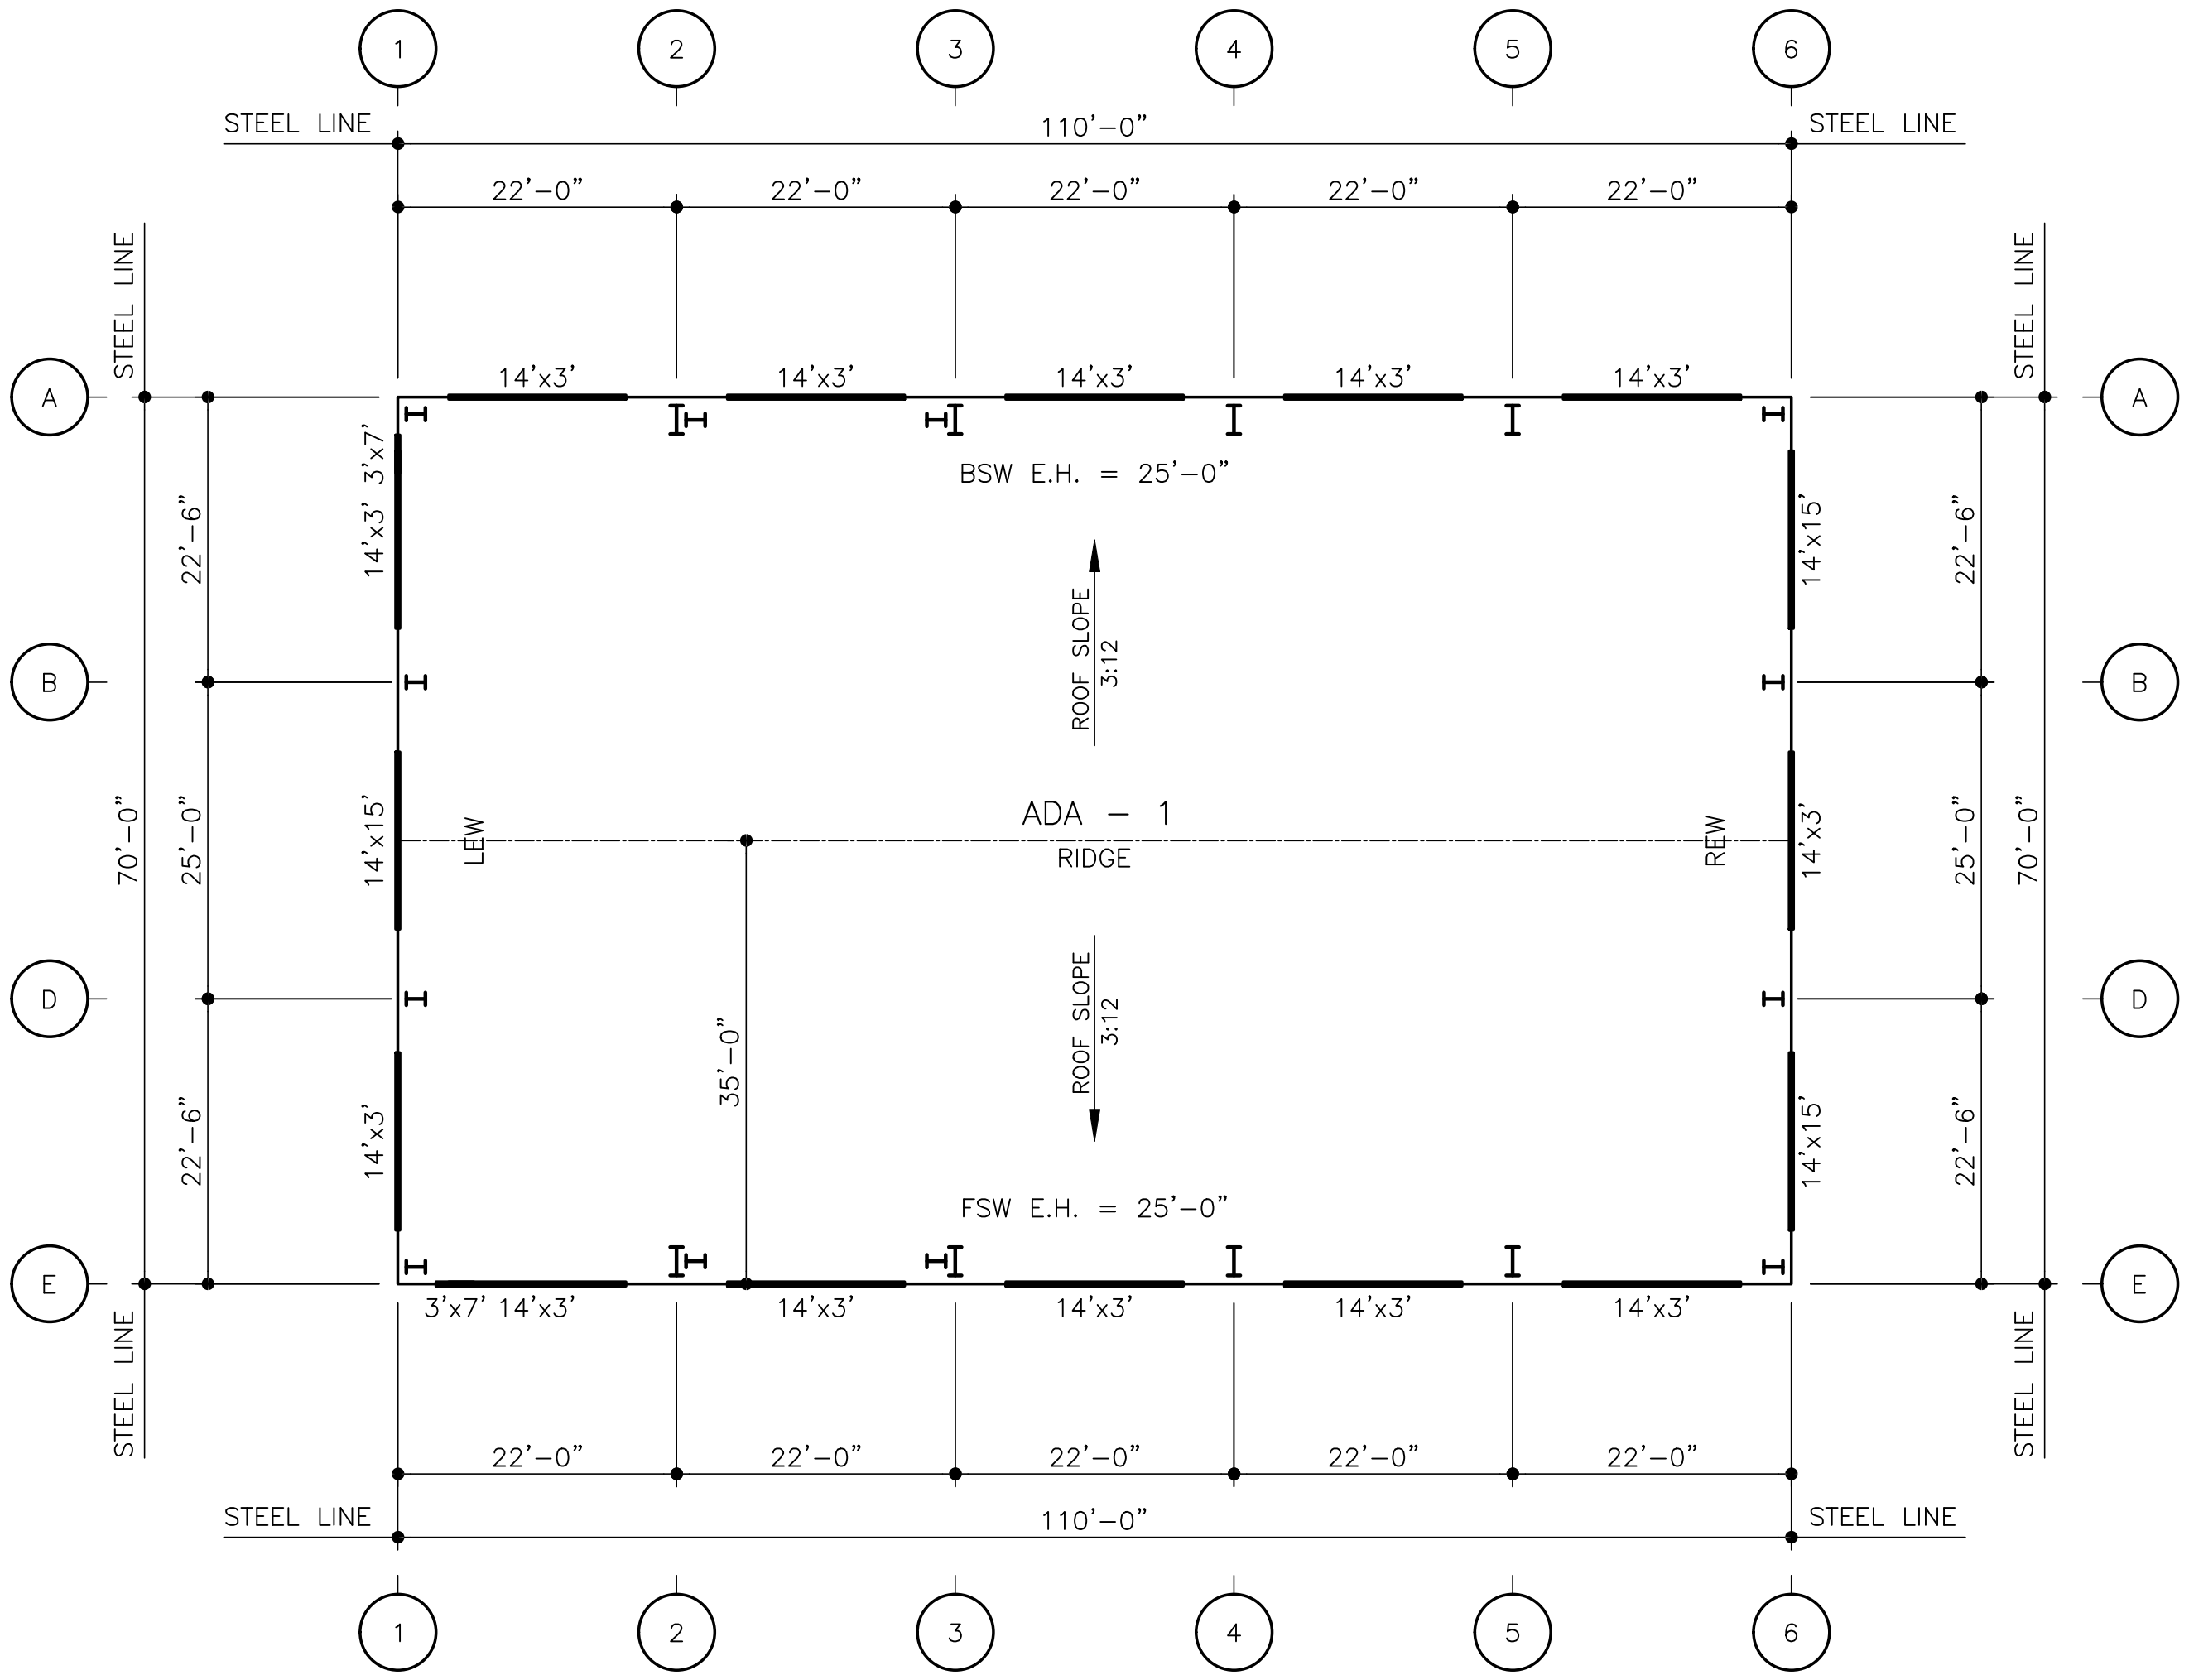 1 2 3 4 5 6
STEEL LINE 110'-0" STEEL LINE
22'-0" 22'-0" 22'-0" 22'-0" 22'-0"
STEEL LINE STEEL LINE
14'x3' 14'x3' 14'x3' 14'x3' 14'x3'
A A
3'x7'
BSW E.H. = 25'-0"
22'-6" 14'x3' 14'x15' 22'-6"
ROOF SLOPE
3:12
B B
ADA - 1
70'-0" 25'-0" 14'x15' LEW REW 14'x3' 25'-0" 70'-0"
RIDGE
D D
ROOF SLOPE
3:12
35'-0"
22'-6" 14'x3' 14'x15' 22'-6"
FSW E.H. = 25'-0"
E E
3'x7' 14'x3' 14'x3' 14'x3' 14'x3' 14'x3'
STEEL LINE STEEL LINE
22'-0" 22'-0" 22'-0" 22'-0" 22'-0"
STEEL LINE 110'-0" STEEL LINE
1 2 3 4 5 6